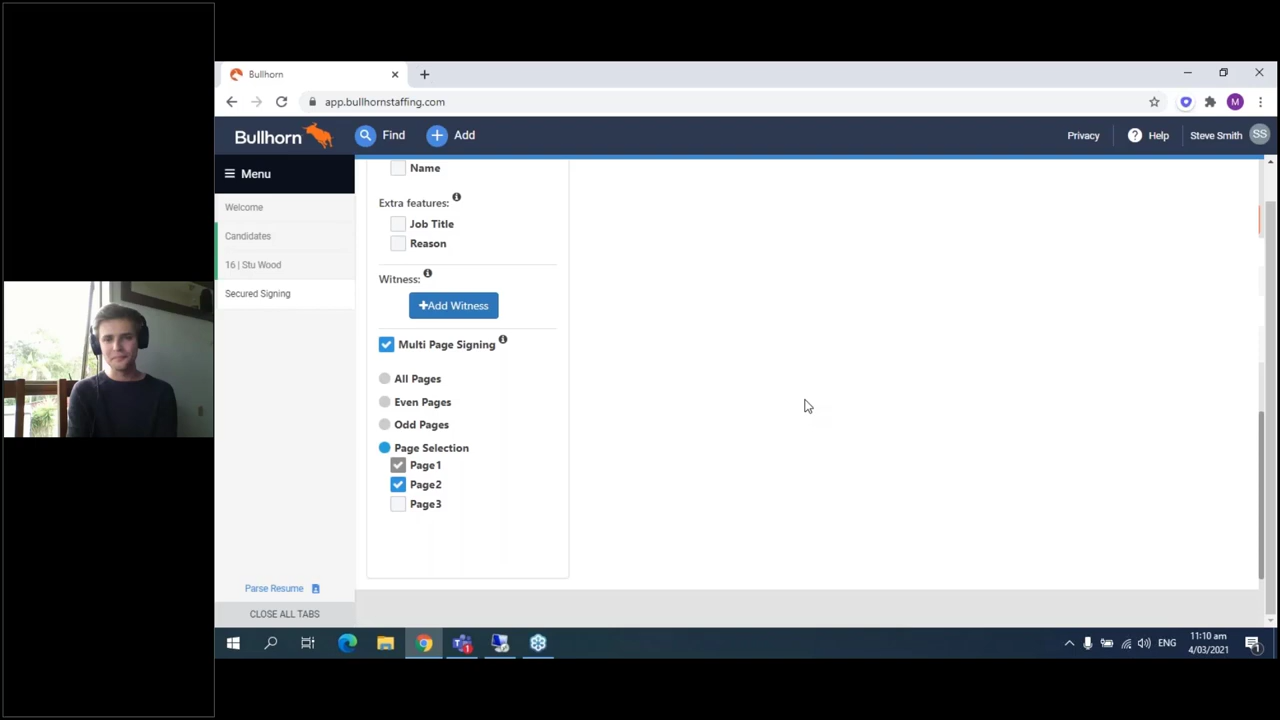 Bullhorn
app.bullhornstaffing.com
M
Bullhorn
Find
Add
Privacy
? Help
Steve Smith SS
Menu
Welcome
Candidates
16 | Stu Wood
Secured Signing
Parse Resume
CLOSE ALL TABS
Name
Extra features:
Job Title
Reason
Witness:
+Add Witness
Multi Page Signing
All Pages
Even Pages
Odd Pages
Page Selection
Page1
Page2
Page3
ENG
11:10 am
4/03/2021